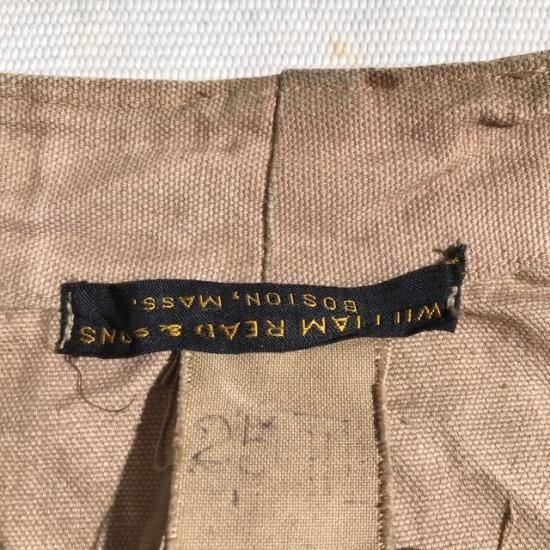 WILLIAM READ & SONS
BOSTON, MASS.